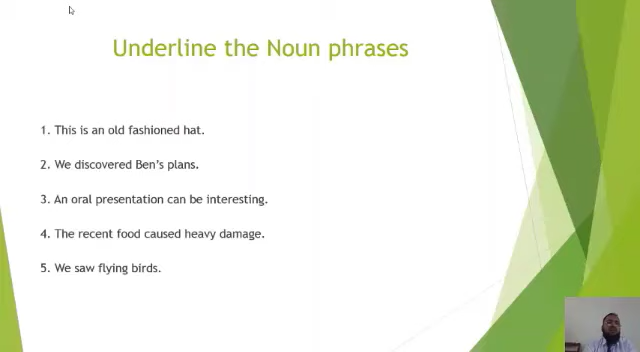 Underline the Noun phrases
1. This is an old fashioned hat.
2. We discovered Ben's plans.
3. An oral presentation can be interesting.
4. The recent food caused heavy damage.
5. We saw flying birds.